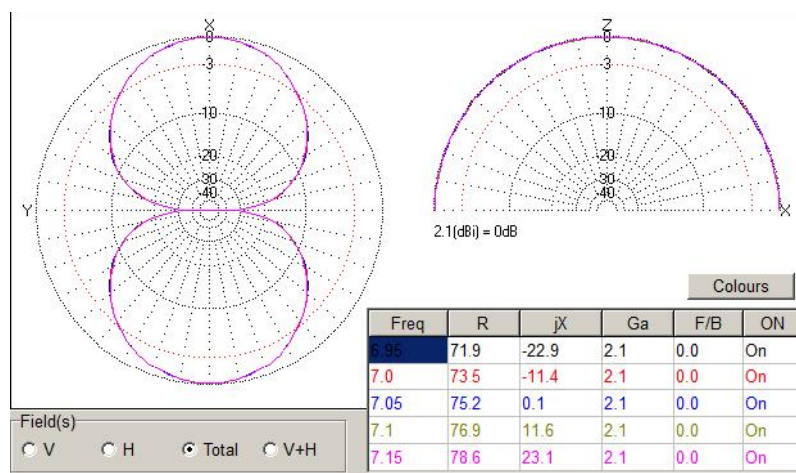 X
0
-3
-10
-20
-30
-40
Y
Z
0
-3
-10
-20
-30
-40
X
2.1(dBi) = 0dB
Colours
Freq R jX Ga F/B ON
6.95 71.9 -22.9 2.1 0.0 On
7.0 73.5 -11.4 2.1 0.0 On
7.05 75.2 0.1 2.1 0.0 On
7.1 76.9 11.6 2.1 0.0 On
7.15 78.6 23.1 2.1 0.0 On
Field(s)
V H Total V+H